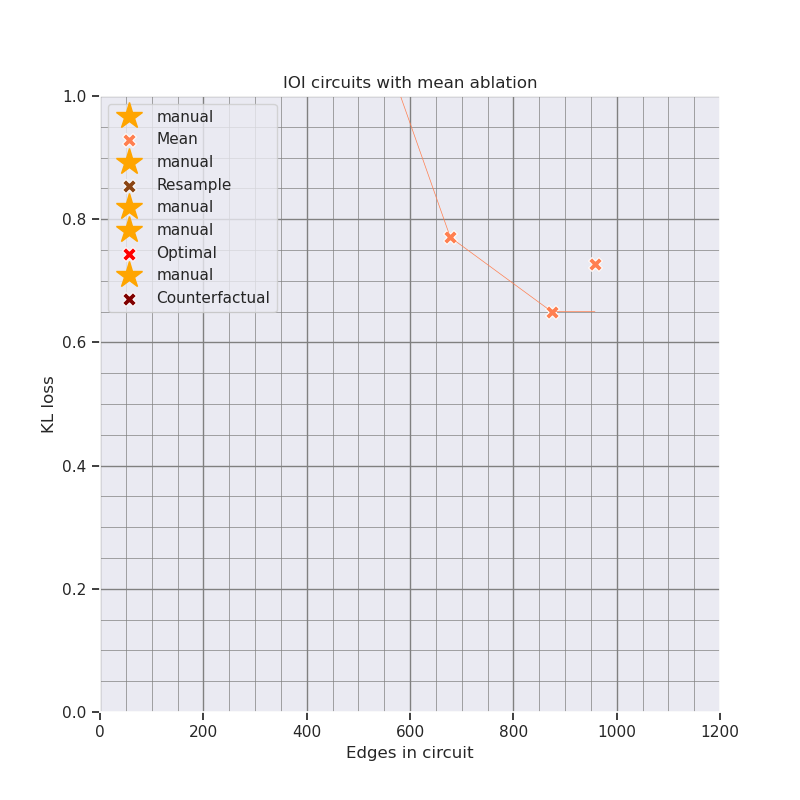 IOI circuits with mean ablation
1.0
0.8
0.6
0.4
0.2
0.0
KL loss
manual
Mean
manual
Resample
manual
manual
Optimal
manual
Counterfactual
0 200 400 600 800 1000 1200
Edges in circuit